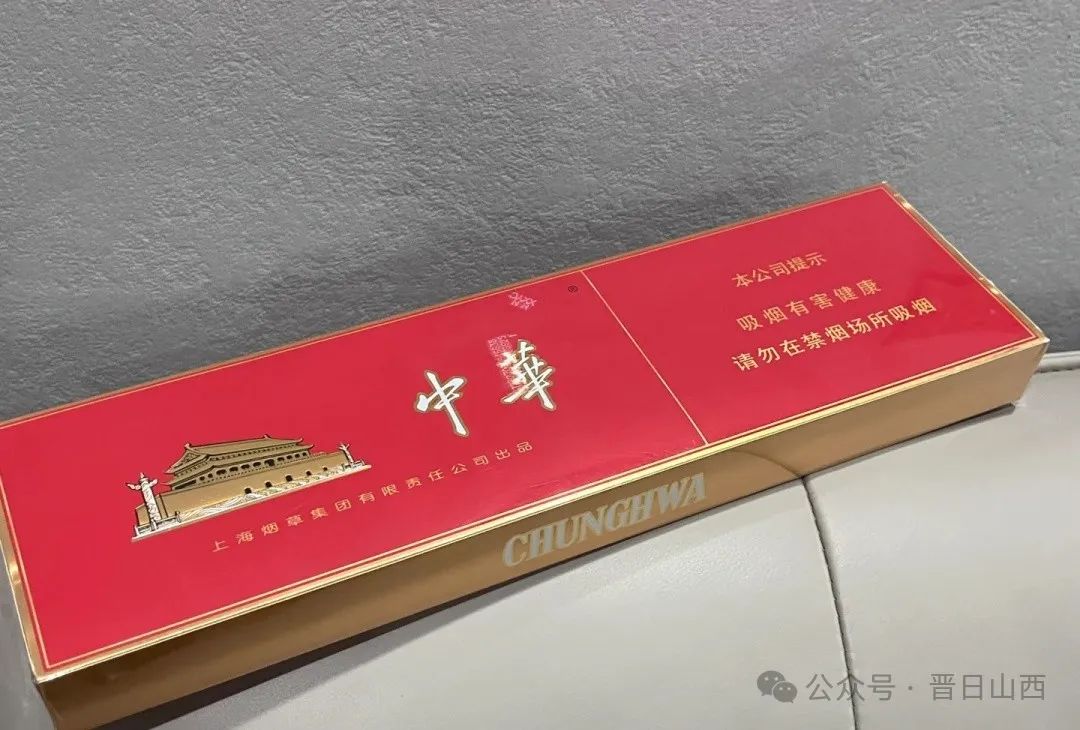 中華
®
上海烟草集团有限责任公司出品
本公司提示
吸烟有害健康
请勿在禁烟场所吸烟
CHUNGHWA
公众号·晋日山西